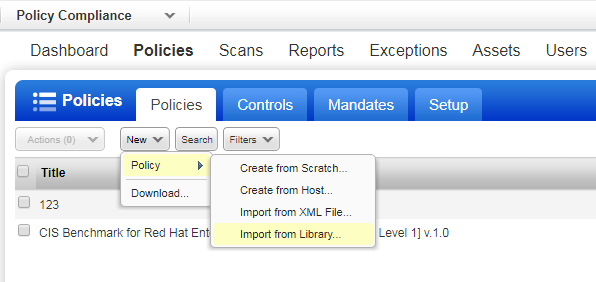 Policy Compliance
Dashboard Policies Scans Reports Exceptions Assets Users
Policies Policies Controls Mandates Setup
Actions (0) New Search Filters
Policy Create from Scratch...
Title
Download... Create from Host...
123 Import from XML File...
CIS Benchmark for Red Hat Ente Import from Library... Level 1] v.1.0